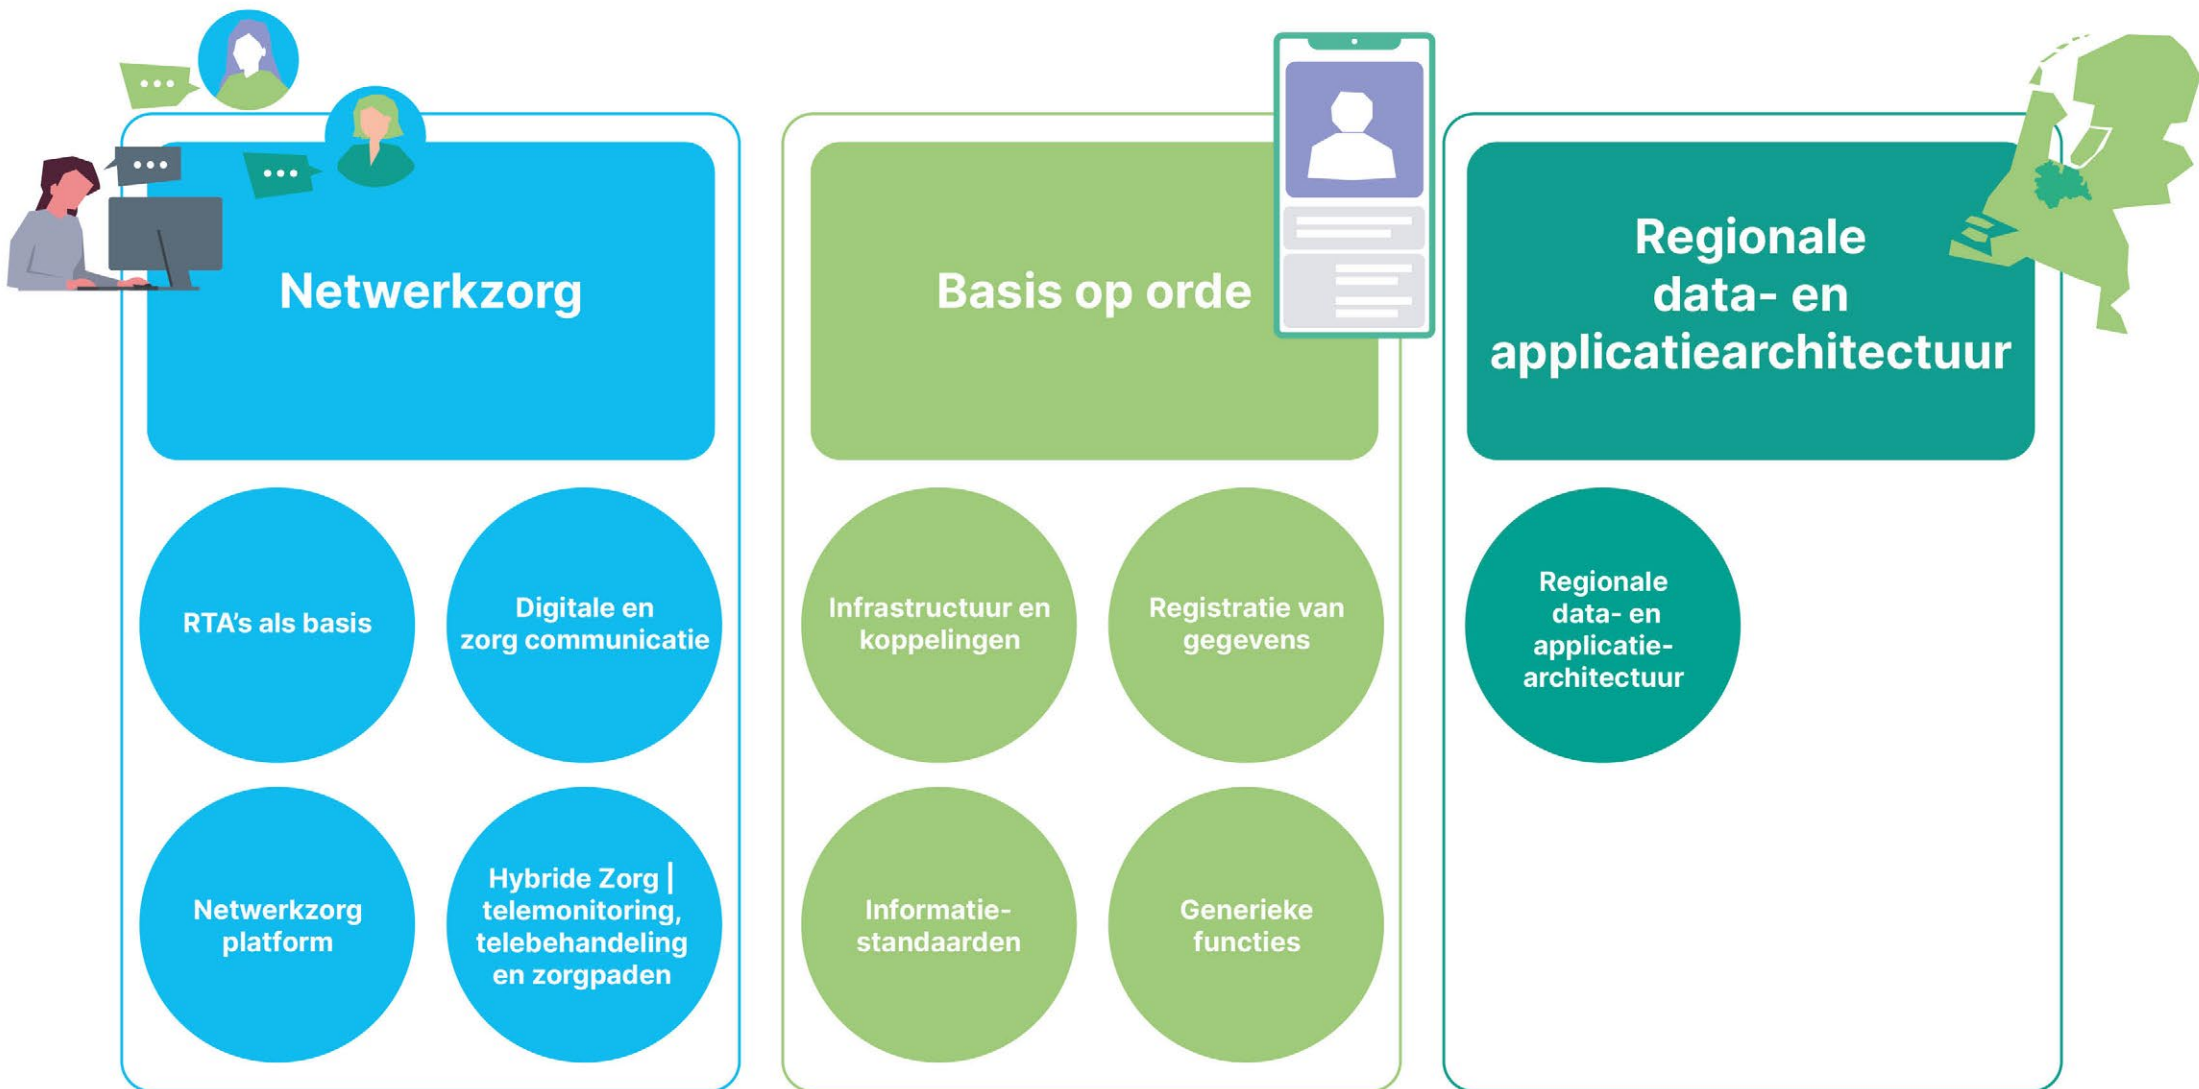 Netwerkzorg
RTA’s als basis
Digitale en
zorg communicatie
Netwerkzorg
platform
Hybride Zorg |
telemonitoring,
telebehandeling
en zorgpaden
Basis op orde
Infrastructuur en
koppelingen
Registratie van
gegevens
Informatie-
standaarden
Generieke
functies
Regionale
data- en
applicatiearchitectuur
Regionale
data- en
applicatie-
architectuur